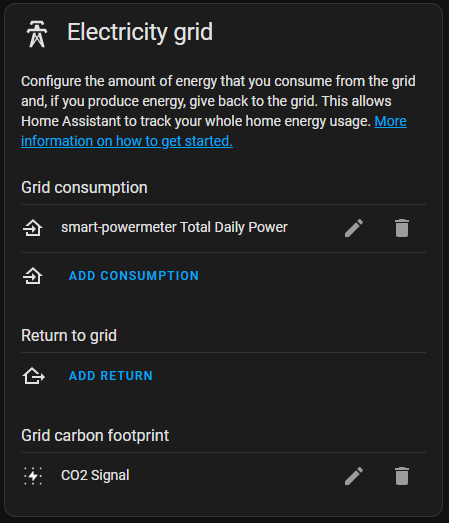 Electricity grid
Configure the amount of energy that you consume from the grid
and, if you produce energy, give back to the grid. This allows
Home Assistant to track your whole home energy usage. More
information on how to get started.
Grid consumption
smart-powermeter Total Daily Power
ADD CONSUMPTION
Return to grid
ADD RETURN
Grid carbon footprint
CO2 Signal